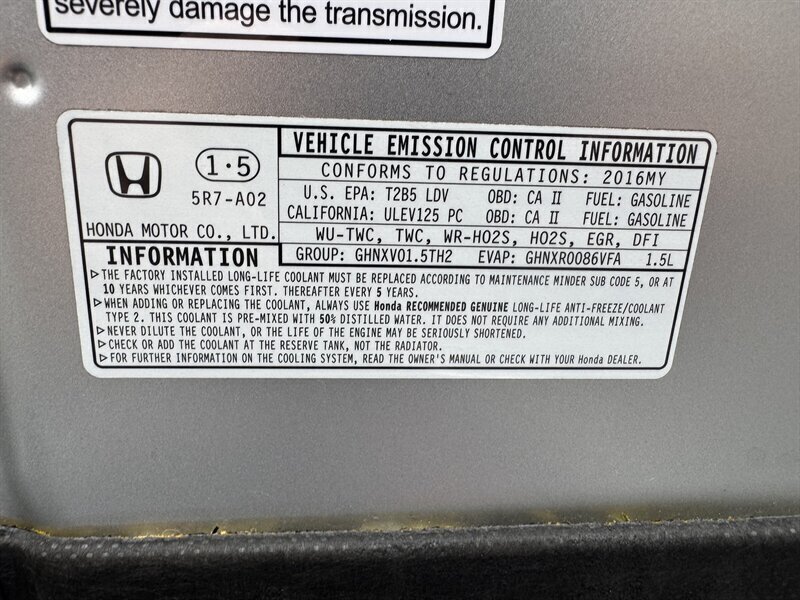 severely damage the transmission.
VEHICLE EMISSION CONTROL INFORMATION
1·5
CONFORMS TO REGULATIONS: 2016MY
5R7-A02
U.S. EPA: T2B5 LDV OBD: CA II FUEL: GASOLINE
CALIFORNIA: ULEV125 PC OBD: CA II FUEL: GASOLINE
HONDA MOTOR CO., LTD.
WU-TWC, TWC, WR-HO2S, HO2S, EGR, DFI
INFORMATION
GROUP: GHNXV01.5TH2 EVAP: GHNXR0086VFA 1.5L
▷THE FACTORY INSTALLED LONG-LIFE COOLANT MUST BE REPLACED ACCORDING TO MAINTENANCE MINDER SUB CODE 5, OR AT
10 YEARS WHICHEVER COMES FIRST. THEREAFTER EVERY 5 YEARS.
▷WHEN ADDING OR REPLACING THE COOLANT, ALWAYS USE Honda RECOMMENDED GENUINE LONG-LIFE ANTI-FREEZE/COOLANT
TYPE 2. THIS COOLANT IS PRE-MIXED WITH 50% DISTILLED WATER. IT DOES NOT REQUIRE ANY ADDITIONAL MIXING.
▷NEVER DILUTE THE COOLANT, OR THE LIFE OF THE ENGINE MAY BE SERIOUSLY SHORTENED.
▷CHECK OR ADD THE COOLANT AT THE RESERVE TANK, NOT THE RADIATOR.
▷FOR FURTHER INFORMATION ON THE COOLING SYSTEM, READ THE OWNER'S MANUAL OR CHECK WITH YOUR Honda DEALER.